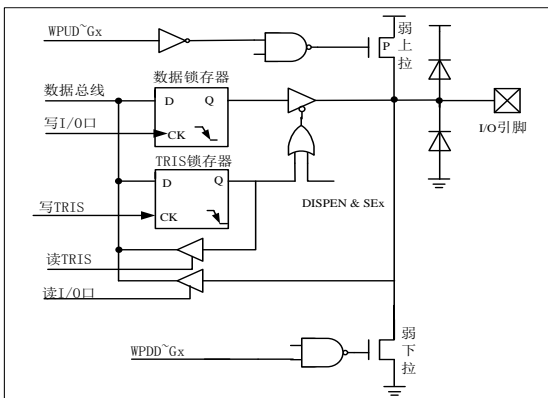 WPUD~Gx
P
弱上拉
数据总线
数据锁存器
D
Q
写I/O口
CK
I/O引脚
TRIS锁存器
D
Q
DISPEN & SEx
写TRIS
CK
读TRIS
读I/O口
WPDD~Gx
弱下拉